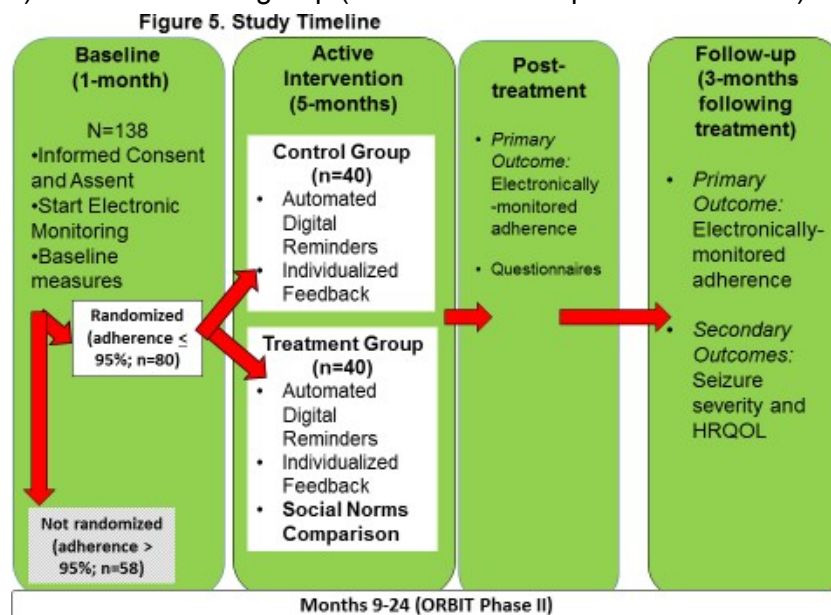 Figure 5. Study Timeline
Baseline
(1-month)
N=138
•Informed Consent
and Assent
•Start Electronic
Monitoring
•Baseline
measures
Randomized
(adherence ≤
95%; n=80)
Not randomized
(adherence >
95%; n=58)
Active
Intervention
(5-months)
Control Group
(n=40)
• Automated
Digital
Reminders
• Individualized
Feedback
Treatment Group
(n=40)
• Automated
Digital
Reminders
• Individualized
Feedback
• Social Norms
Comparison
Post-
treatment
• Primary
Outcome:
Electronically
-monitored
adherence
• Questionnaires
Follow-up
(3-months
following
treatment)
• Primary
Outcome:
Electronically-
monitored
adherence
• Secondary
Outcomes:
Seizure
severity and
HRQOL
Months 9-24 (ORBIT Phase II)